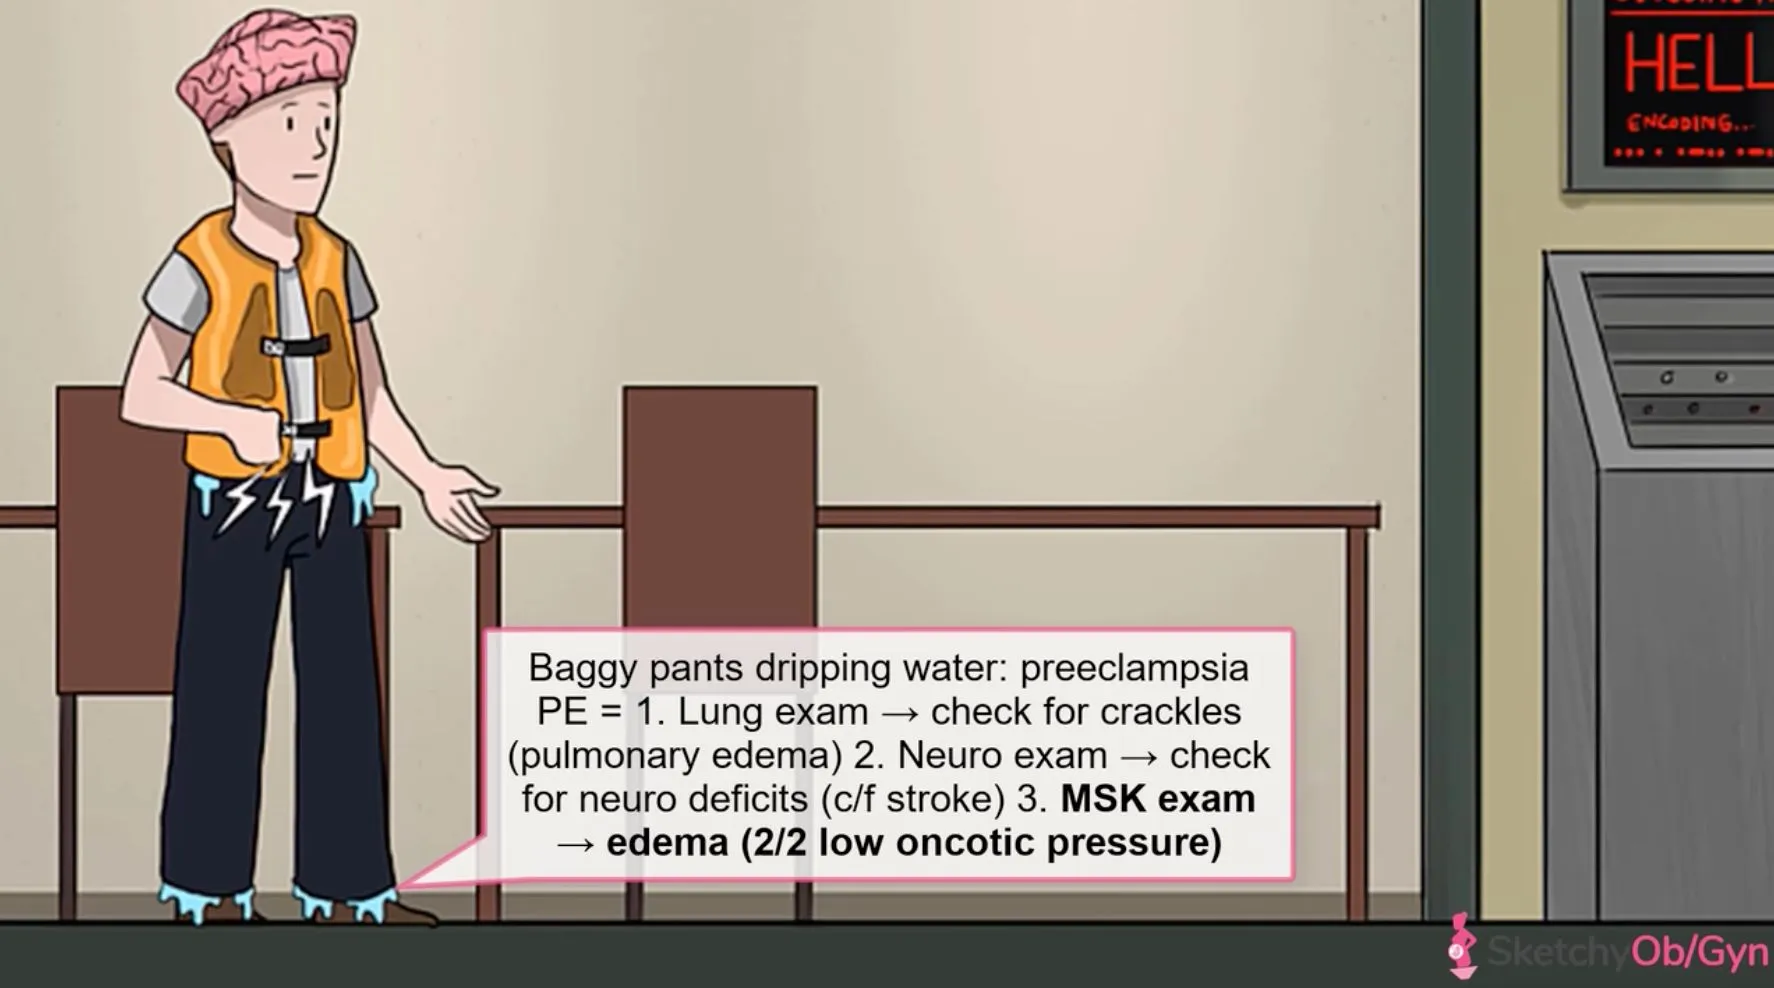 HELL
ENCODING...
Baggy pants dripping water: preeclampsia
PE = 1. Lung exam → check for crackles
(pulmonary edema) 2. Neuro exam → check
for neuro deficits (c/f stroke) 3. MSK exam
→ edema (2/2 low oncotic pressure)
SketchyOb/Gyn